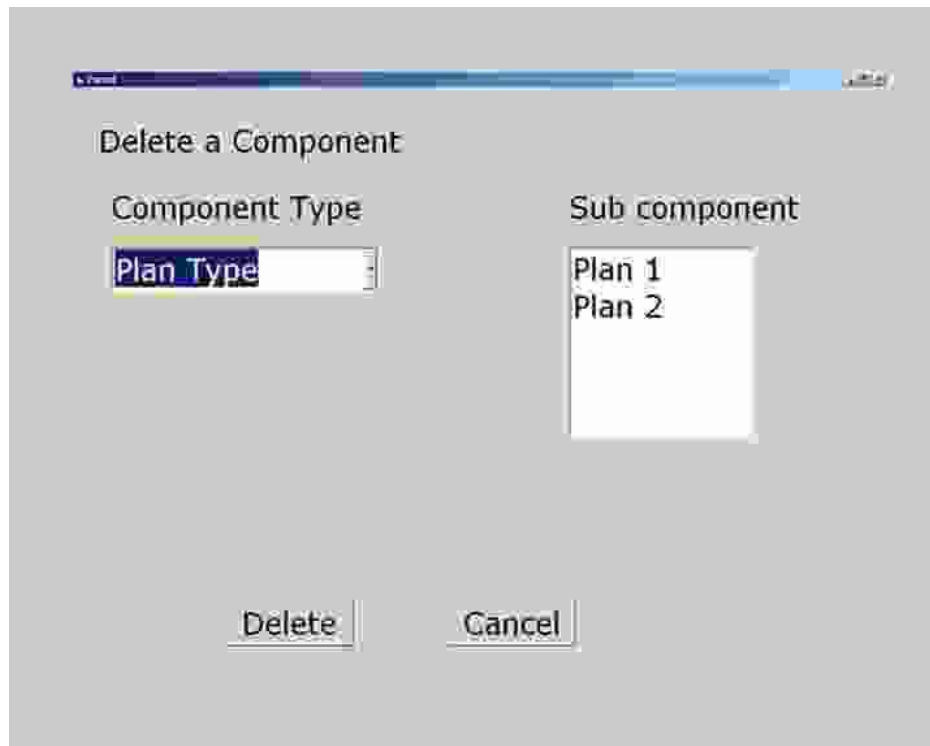 Delete a Component
Component Type
Sub component
Plan Type
Plan 1
Plan 2
Delete
Cancel